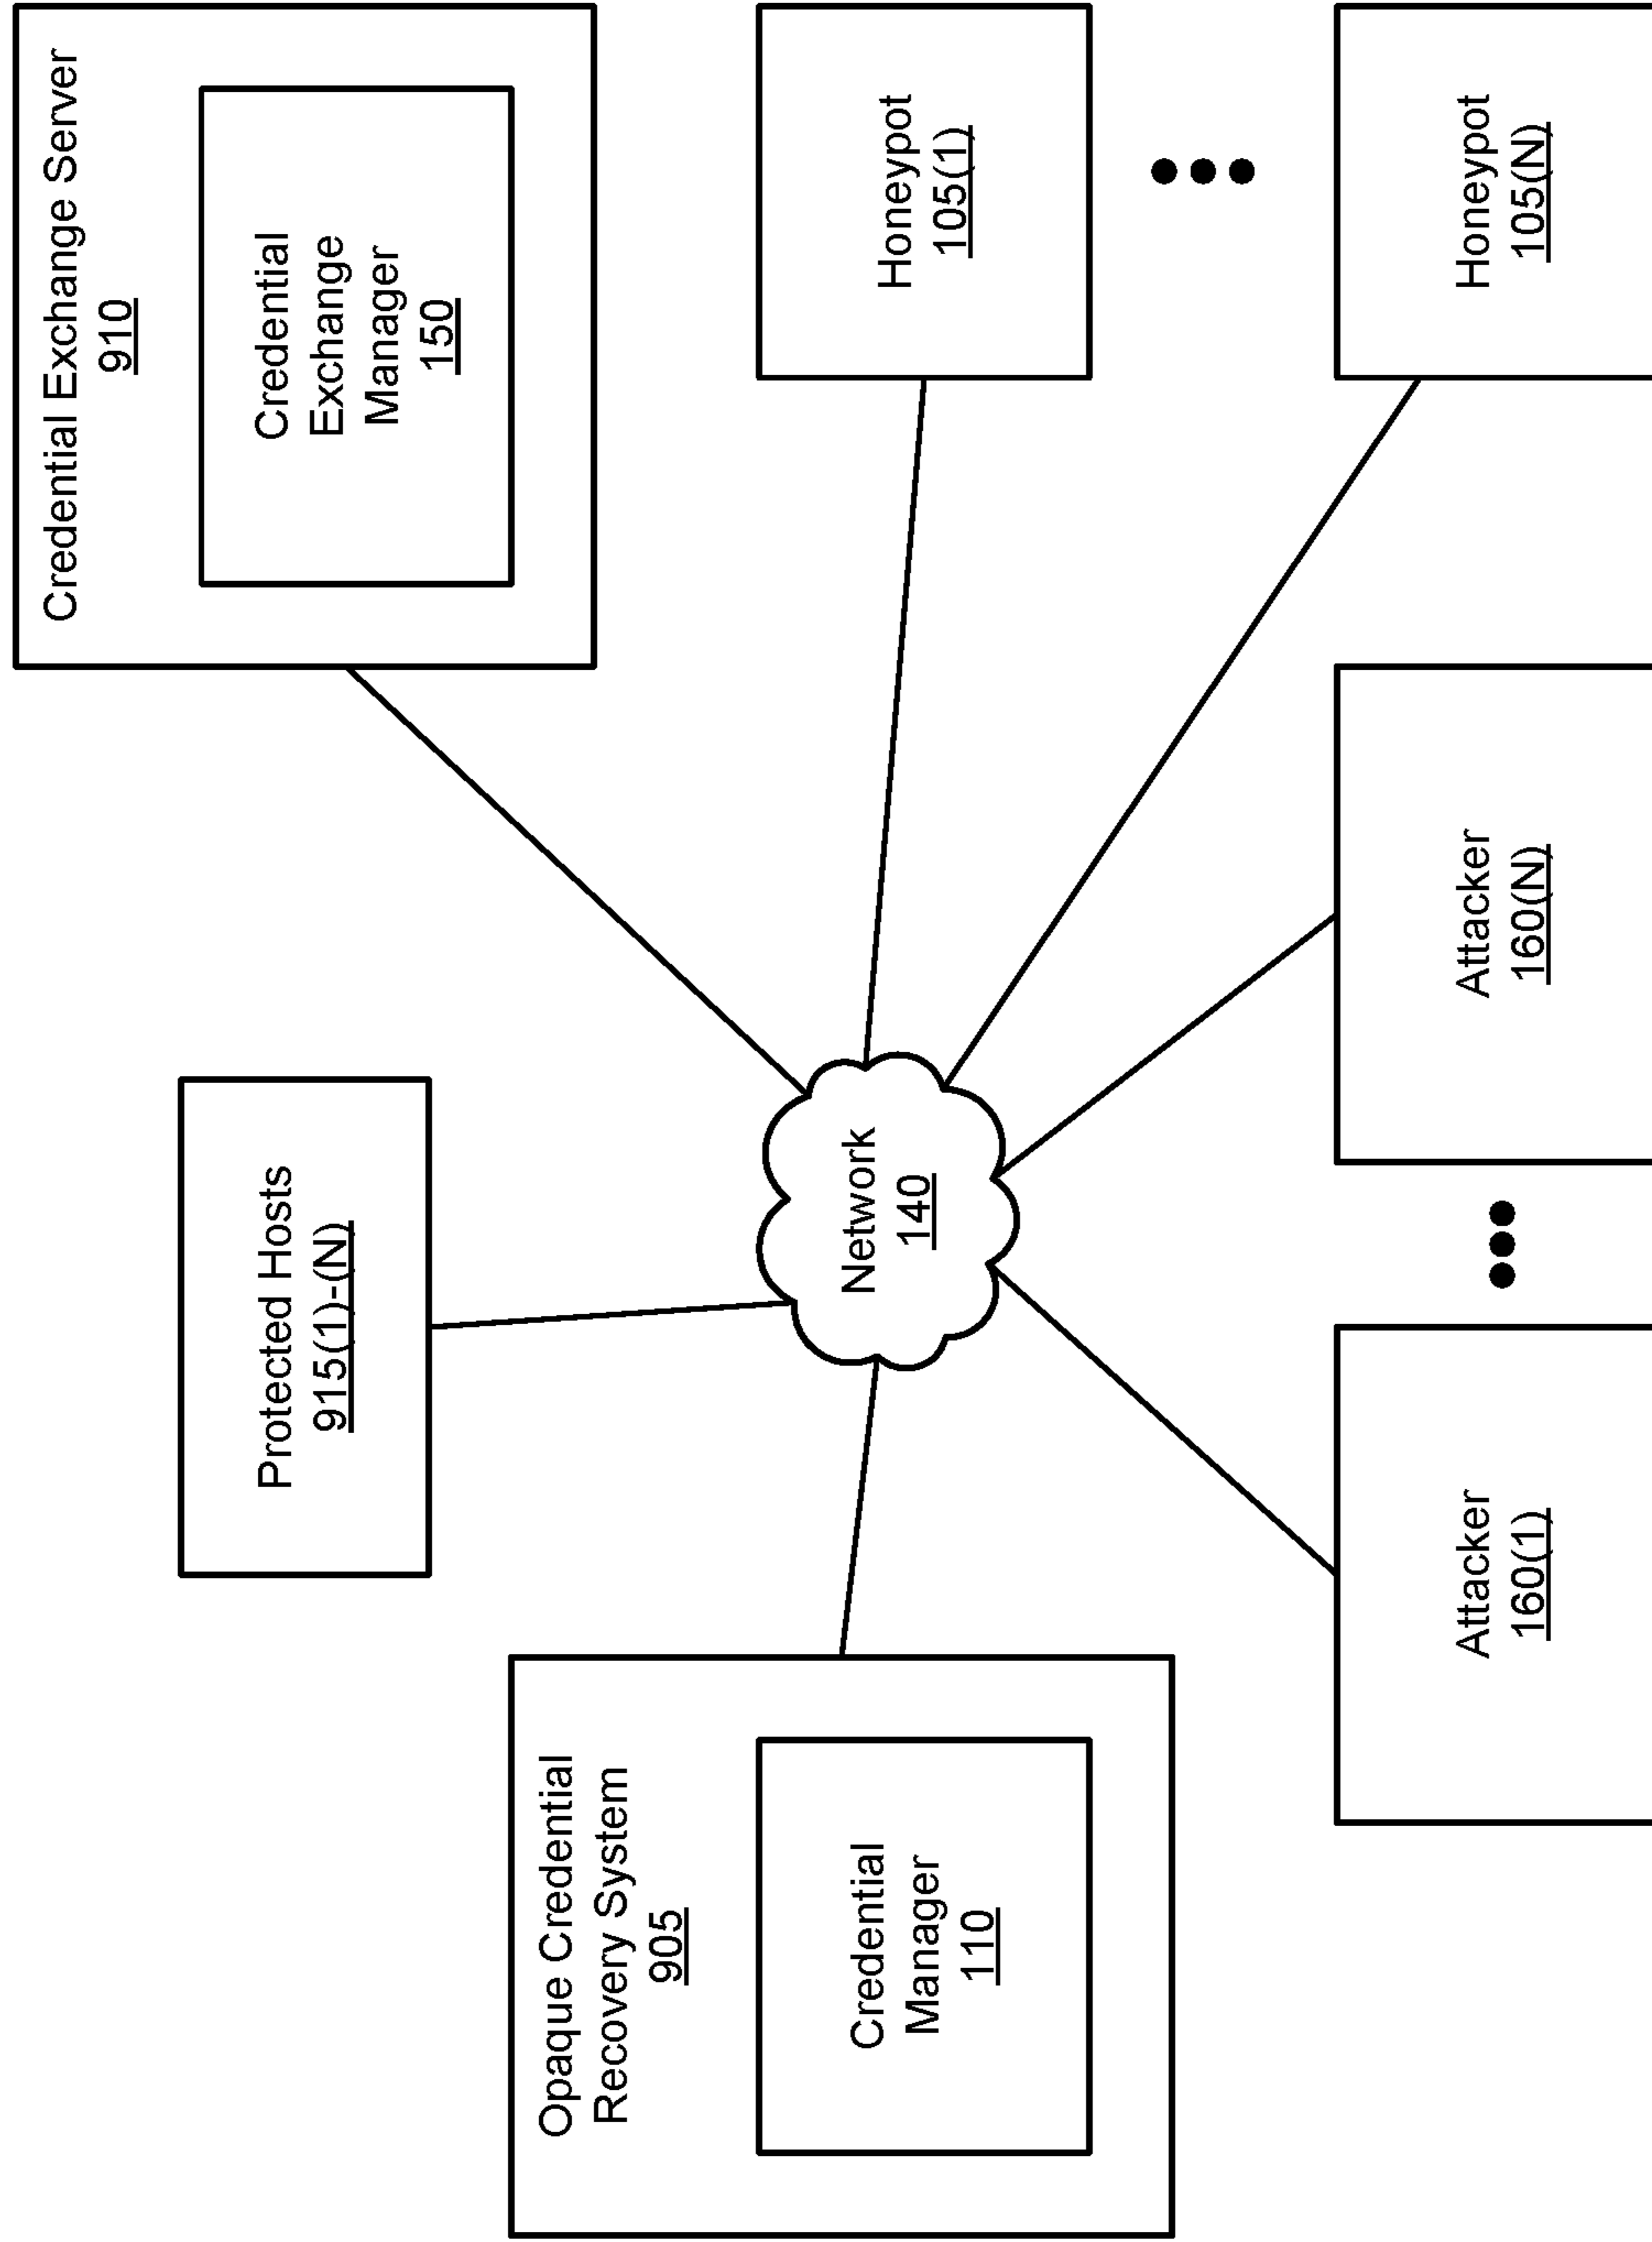 Opaque Credential
Recovery System
905
Credential
Manager
110
Protected Hosts
915(1)-(N)
Credential Exchange Server
910
Credential
Exchange
Manager
150
Network
140
Honeypot
105(1)
Honeypot
105(N)
Attacker
160(1)
Attacker
160(N)